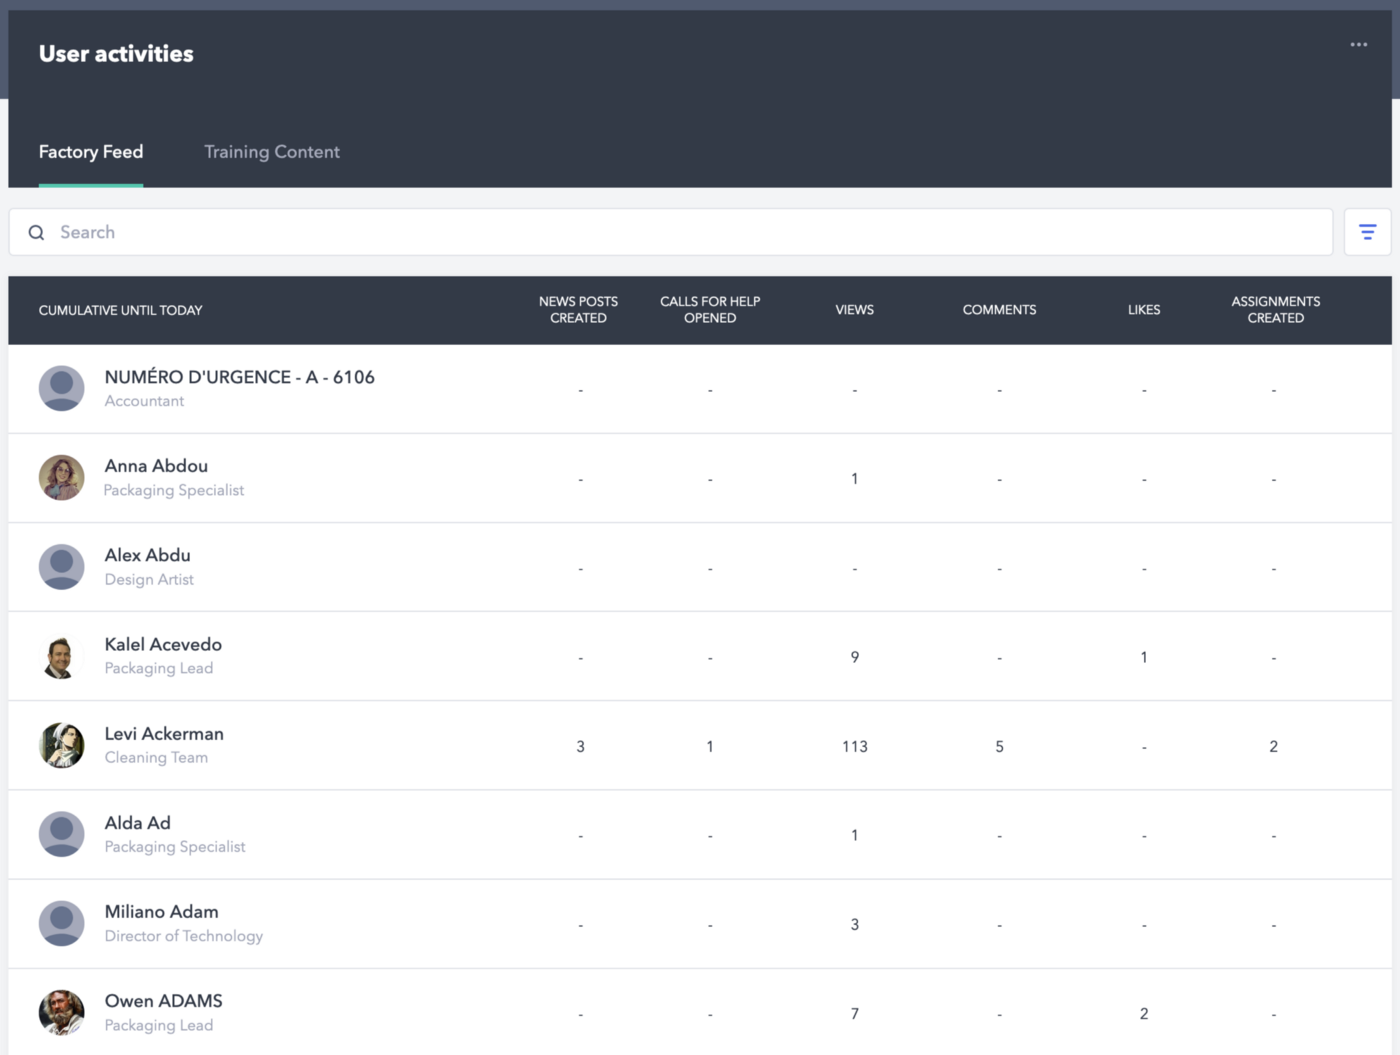 User activities
Factory Feed Training Content
Search
CUMULATIVE UNTIL TODAY NEWS POSTS CREATED CALLS FOR HELP OPENED VIEWS COMMENTS LIKES ASSIGNMENTS CREATED
NUMÉRO D'URGENCE - A - 6106
Accountant
- - - - - -
Anna Abdou
Packaging Specialist
- - 1 - - -
Alex Abdu
Design Artist
- - - - - -
Kalel Acevedo
Packaging Lead
- - 9 - 1 -
Levi Ackerman
Cleaning Team
3 1 113 5 - 2
Alda Ad
Packaging Specialist
- - 1 - - -
Miliano Adam
Director of Technology
- - 3 - - -
Owen ADAMS
Packaging Lead
- - 7 - 2 -